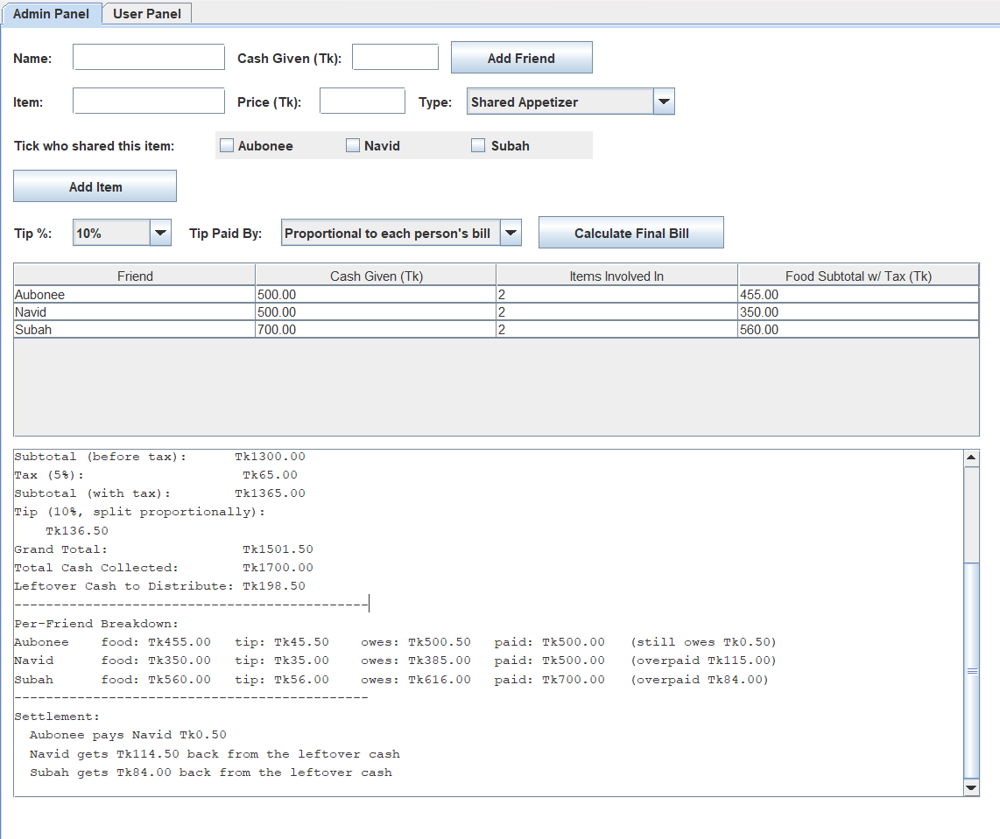 Admin Panel User Panel
Name: Cash Given (Tk): Add Friend
Item: Price (Tk): Type: Shared Appetizer
Tick who shared this item: Aubonee Navid Subah
Add Item
Tip %: 10% Tip Paid By: Proportional to each person's bill Calculate Final Bill
Friend Cash Given (Tk) Items Involved In Food Subtotal w/ Tax (Tk)
Aubonee 500.00 2 455.00
Navid 500.00 2 350.00
Subah 700.00 2 560.00
Subtotal (before tax): Tk1300.00
Tax (5%): Tk65.00
Subtotal (with tax): Tk1365.00
Tip (10%, split proportionally):
Tk136.50
Grand Total: Tk1501.50
Total Cash Collected: Tk1700.00
Leftover Cash to Distribute: Tk198.50
---------------------------------------------
Per-Friend Breakdown:
Aubonee food: Tk455.00 tip: Tk45.50 owes: Tk500.50 paid: Tk500.00 (still owes Tk0.50)
Navid food: Tk350.00 tip: Tk35.00 owes: Tk385.00 paid: Tk500.00 (overpaid Tk115.00)
Subah food: Tk560.00 tip: Tk56.00 owes: Tk616.00 paid: Tk700.00 (overpaid Tk84.00)
---------------------------------------------
Settlement:
Aubonee pays Navid Tk0.50
Navid gets Tk114.50 back from the leftover cash
Subah gets Tk84.00 back from the leftover cash